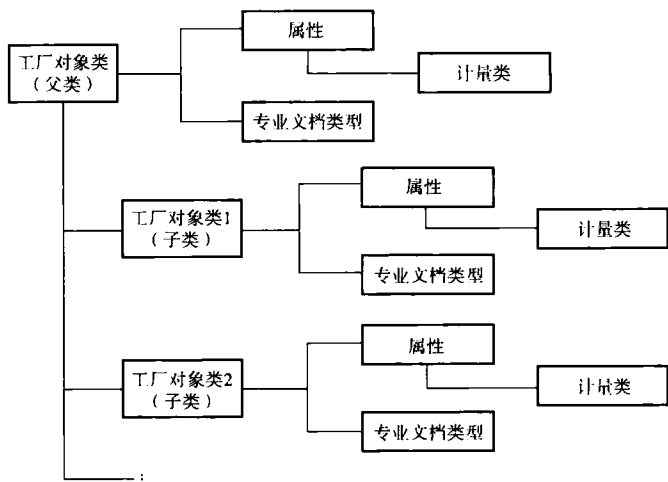 属性
工厂对象类
（父类）
计量类
专业文档类型
属性
工厂对象类1
（子类）
计量类
专业文档类型
属性
工厂对象类2
（子类）
计量类
专业文档类型
⋮